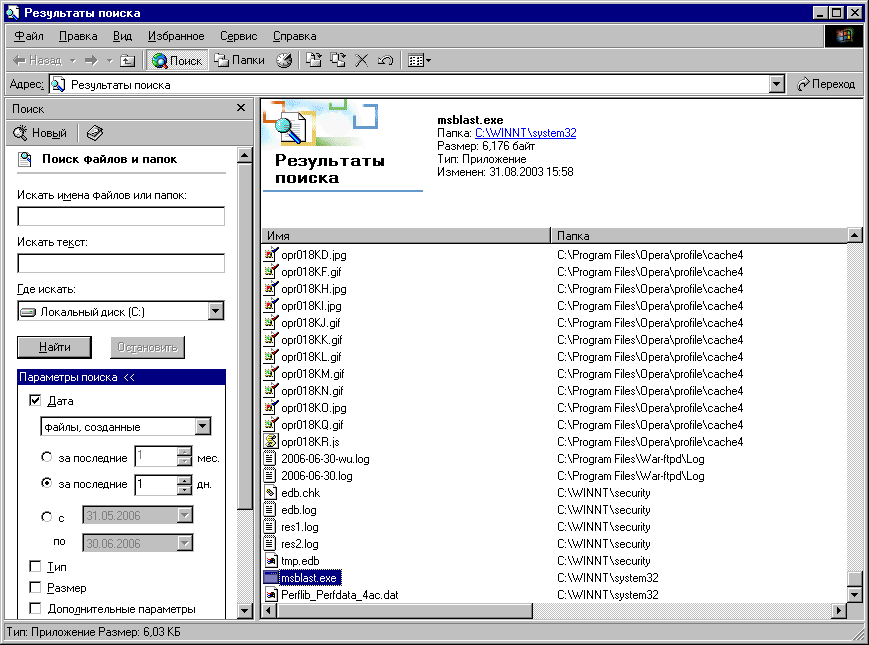 Результаты поиска
Файл Правка Вид Избранное Сервис Справка
Назад Поиск Папки
Адрес: Результаты поиска Переход
Поиск
Новый
Поиск файлов и папок
Искать имена файлов или папок:
Искать текст:
Где искать:
Локальный диск (C:)
Найти Остановить
Параметры поиска <<
Дата
файлы, созданные
за последние 1 мес.
за последние 1 дн.
с 31.05.2006
по 30.06.2006
Тип
Размер
Дополнительные параметры
Результаты
поиска
msblast.exe
Папка: C:\WINNT\system32
Размер: 6,176 байт
Тип: Приложение
Изменен: 31.08.2003 15:58
Имя Папка
opr018KD.jpg C:\Program Files\Opera\profile\cache4
opr018KF.gif C:\Program Files\Opera\profile\cache4
opr018KH.jpg C:\Program Files\Opera\profile\cache4
opr018KI.jpg C:\Program Files\Opera\profile\cache4
opr018KJ.gif C:\Program Files\Opera\profile\cache4
opr018KK.gif C:\Program Files\Opera\profile\cache4
opr018KL.gif C:\Program Files\Opera\profile\cache4
opr018KM.gif C:\Program Files\Opera\profile\cache4
opr018KN.gif C:\Program Files\Opera\profile\cache4
opr018KO.jpg C:\Program Files\Opera\profile\cache4
opr018KQ.gif C:\Program Files\Opera\profile\cache4
opr018KR.js C:\Program Files\Opera\profile\cache4
2006-06-30-wu.log C:\Program Files\War-ftpd\Log
2006-06-30.log C:\Program Files\War-ftpd\Log
edb.chk C:\WINNT\security
edb.log C:\WINNT\security
res1.log C:\WINNT\security
res2.log C:\WINNT\security
tmp.edb C:\WINNT\security
msblast.exe C:\WINNT\system32
Perflib_Perfdata_4ac.dat C:\WINNT\system32
Тип: Приложение Размер: 6,03 КБ